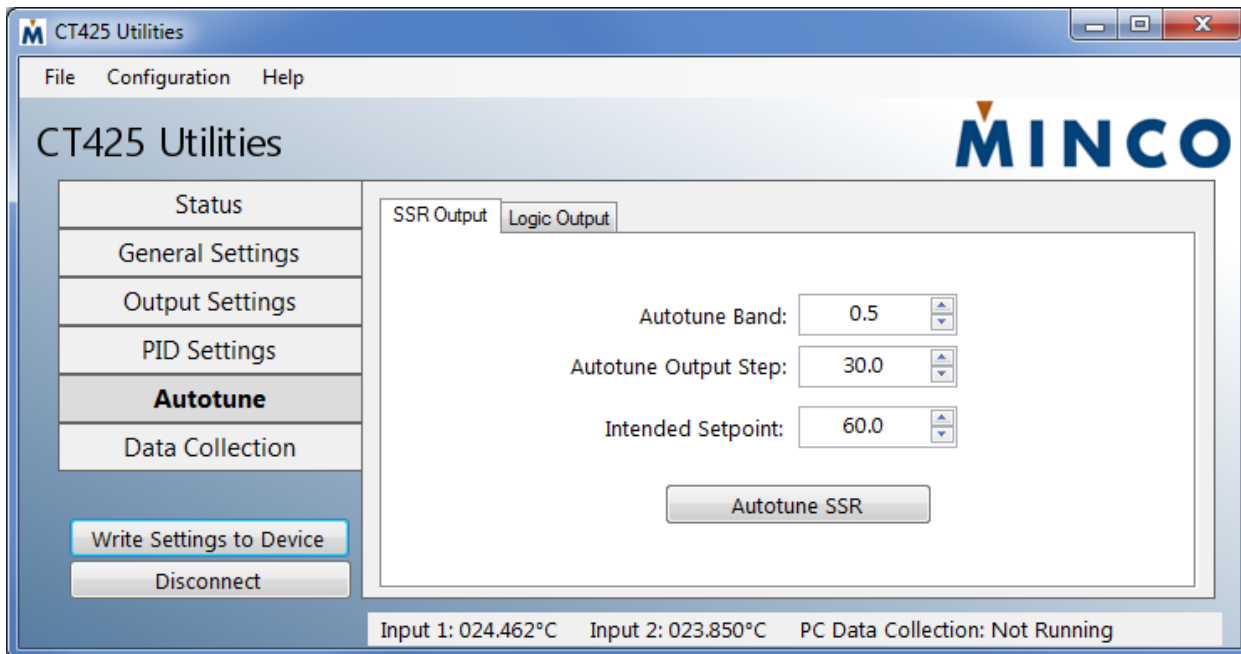 CT425 Utilities
File Configuration Help
CT425 Utilities
MINCO
Status
General Settings
Output Settings
PID Settings
Autotune
Data Collection
Write Settings to Device
Disconnect
SSR Output Logic Output
Autotune Band: 0.5
Autotune Output Step: 30.0
Intended Setpoint: 60.0
Autotune SSR
Input 1: 024.462°C Input 2: 023.850°C PC Data Collection: Not Running